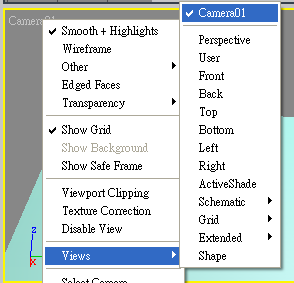 Camera01
Smooth + Highlights
Wireframe
Other
Edged Faces
Transparency
Show Grid
Show Background
Show Safe Frame
Viewport Clipping
Texture Correction
Disable View
Views
Select Camera
Camera01
Perspective
User
Front
Back
Top
Bottom
Left
Right
ActiveShade
Schematic
Grid
Extended
Shape
z
x